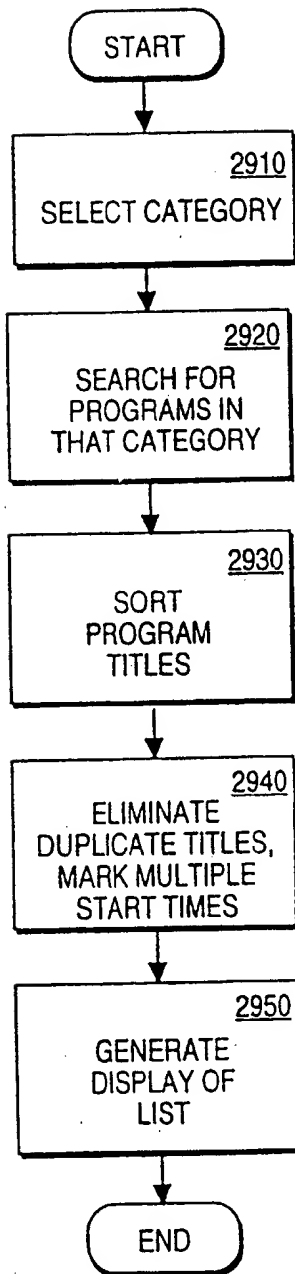 START
2910
SELECT CATEGORY
2920
SEARCH FOR
PROGRAMS IN
THAT CATEGORY
2930
SORT
PROGRAM
TITLES
2940
ELIMINATE
DUPLICATE TITLES,
MARK MULTIPLE
START TIMES
2950
GENERATE
DISPLAY OF
LIST
END